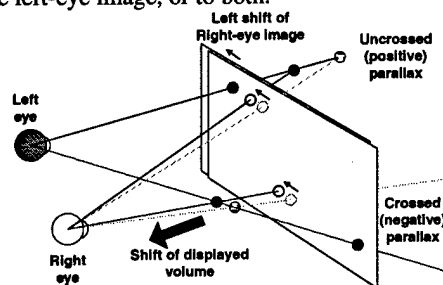 e left-eye image, or to both.
Left shift of
Right-eye image
Uncrossed
(positive)
parallax
Left
eye
Crossed
(negative)
parallax
Right
eye
Shift of displayed
volume